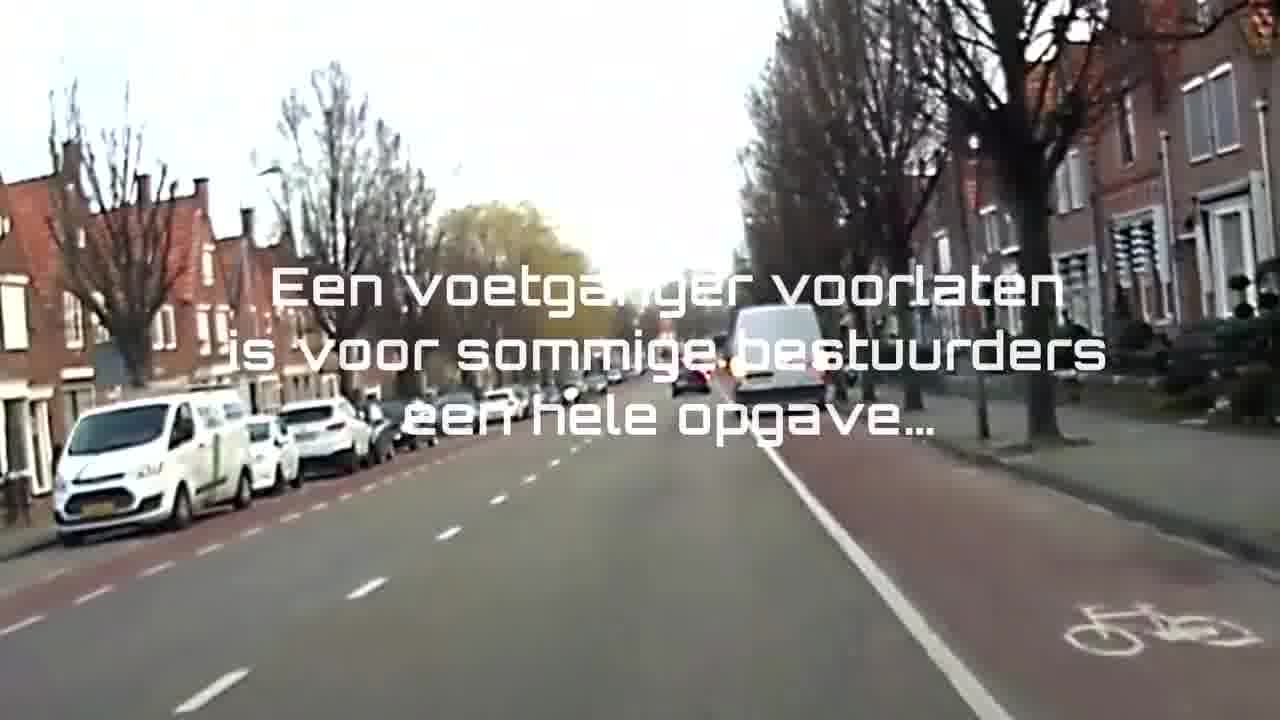 Een voetganger voorlaten
is voor sommige bestuurders
een hele opgave...